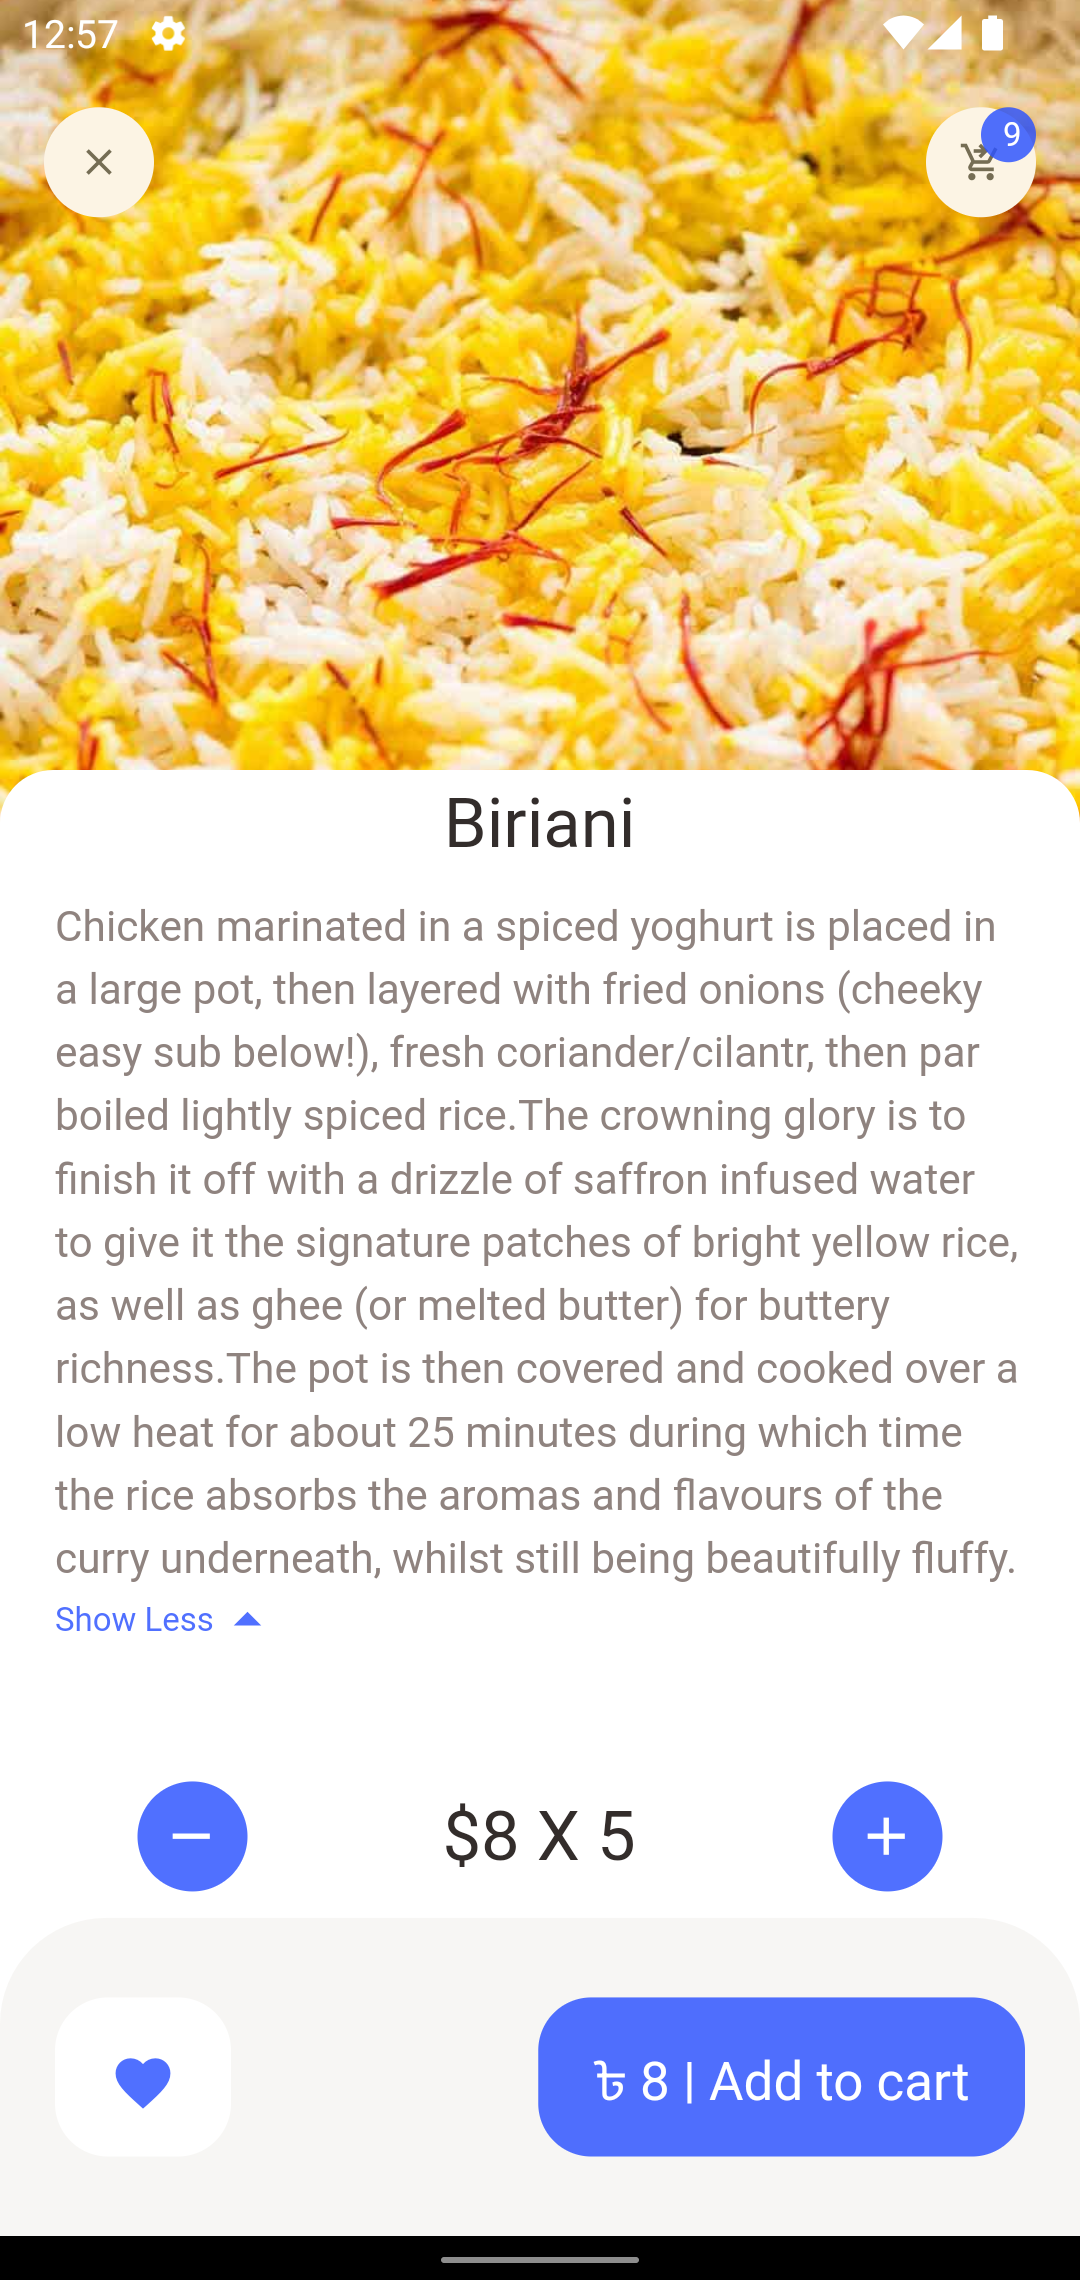 12:57
9
Biriani
Chicken marinated in a spiced yoghurt is placed in
a large pot, then layered with fried onions (cheeky
easy sub below!), fresh coriander/cilantr, then par
boiled lightly spiced rice.The crowning glory is to
finish it off with a drizzle of saffron infused water
to give it the signature patches of bright yellow rice,
as well as ghee (or melted butter) for buttery
richness.The pot is then covered and cooked over a
low heat for about 25 minutes during which time
the rice absorbs the aromas and flavours of the
curry underneath, whilst still being beautifully fluffy.
Show Less
$8 X 5
৳ 8 | Add to cart